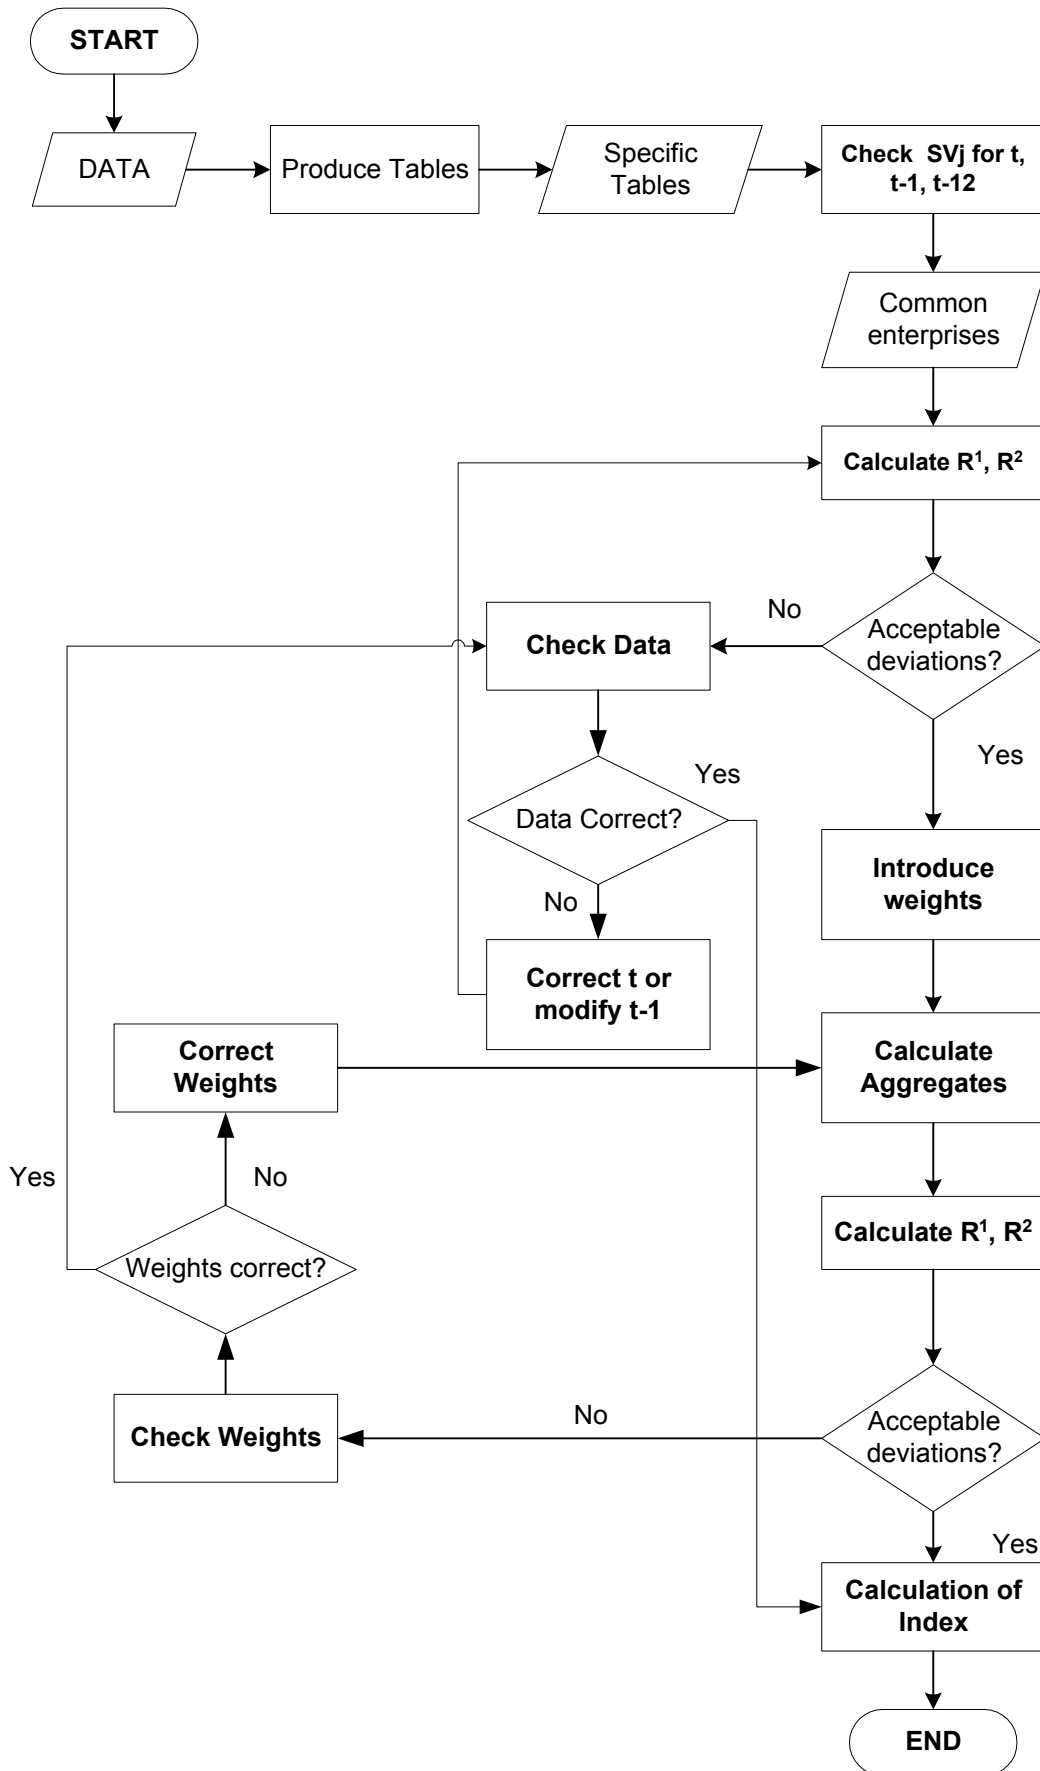 START
DATA
Produce Tables
Specific
Tables
Check SVj for t,
t-1, t-12
Common
enterprises
Calculate R¹, R²
No
Acceptable
deviations?
Check Data
Yes
Yes
Data Correct?
Introduce
weights
No
Correct t or
modify t-1
Correct
Weights
Calculate
Aggregates
Yes
No
Calculate R¹, R²
Weights correct?
No
Check Weights
Acceptable
deviations?
Yes
Calculation of
Index
END